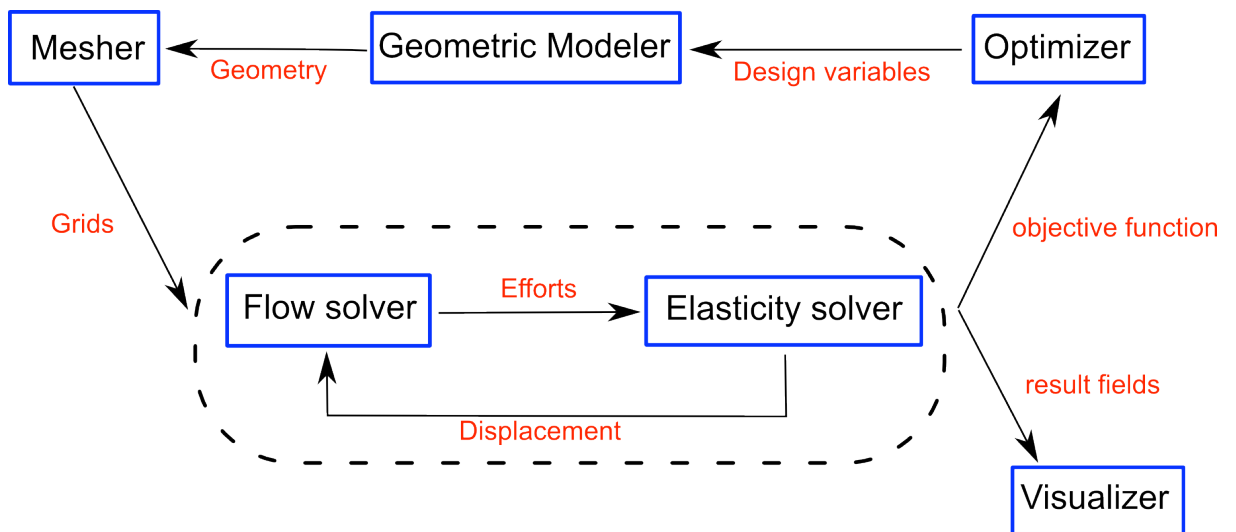 Mesher
Geometric Modeler
Optimizer
Geometry
Design variables
Grids
objective function
Flow solver
Efforts
Elasticity solver
Displacement
result fields
Visualizer